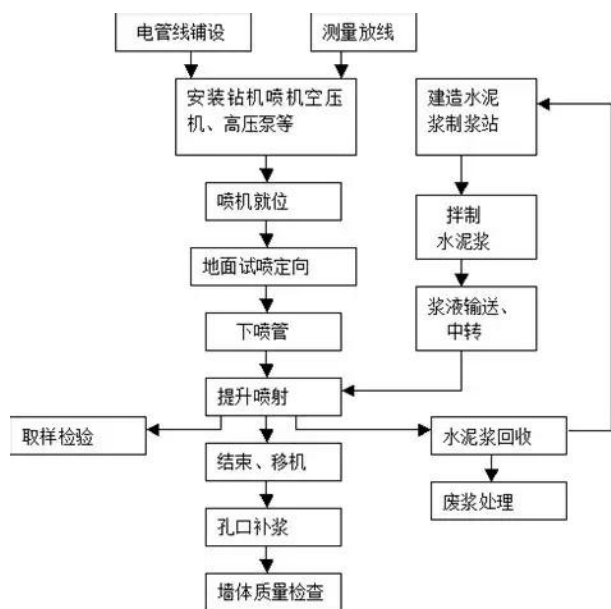 电管线铺设
测量放线
安装钻机喷机空压
机、高压泵等
建造水泥
浆制浆站
喷机就位
拌制
水泥浆
地面试喷定向
浆液输送、
中转
下喷管
提升喷射
取样检验
水泥浆回收
结束、移机
废浆处理
孔口补浆
墙体质量检查